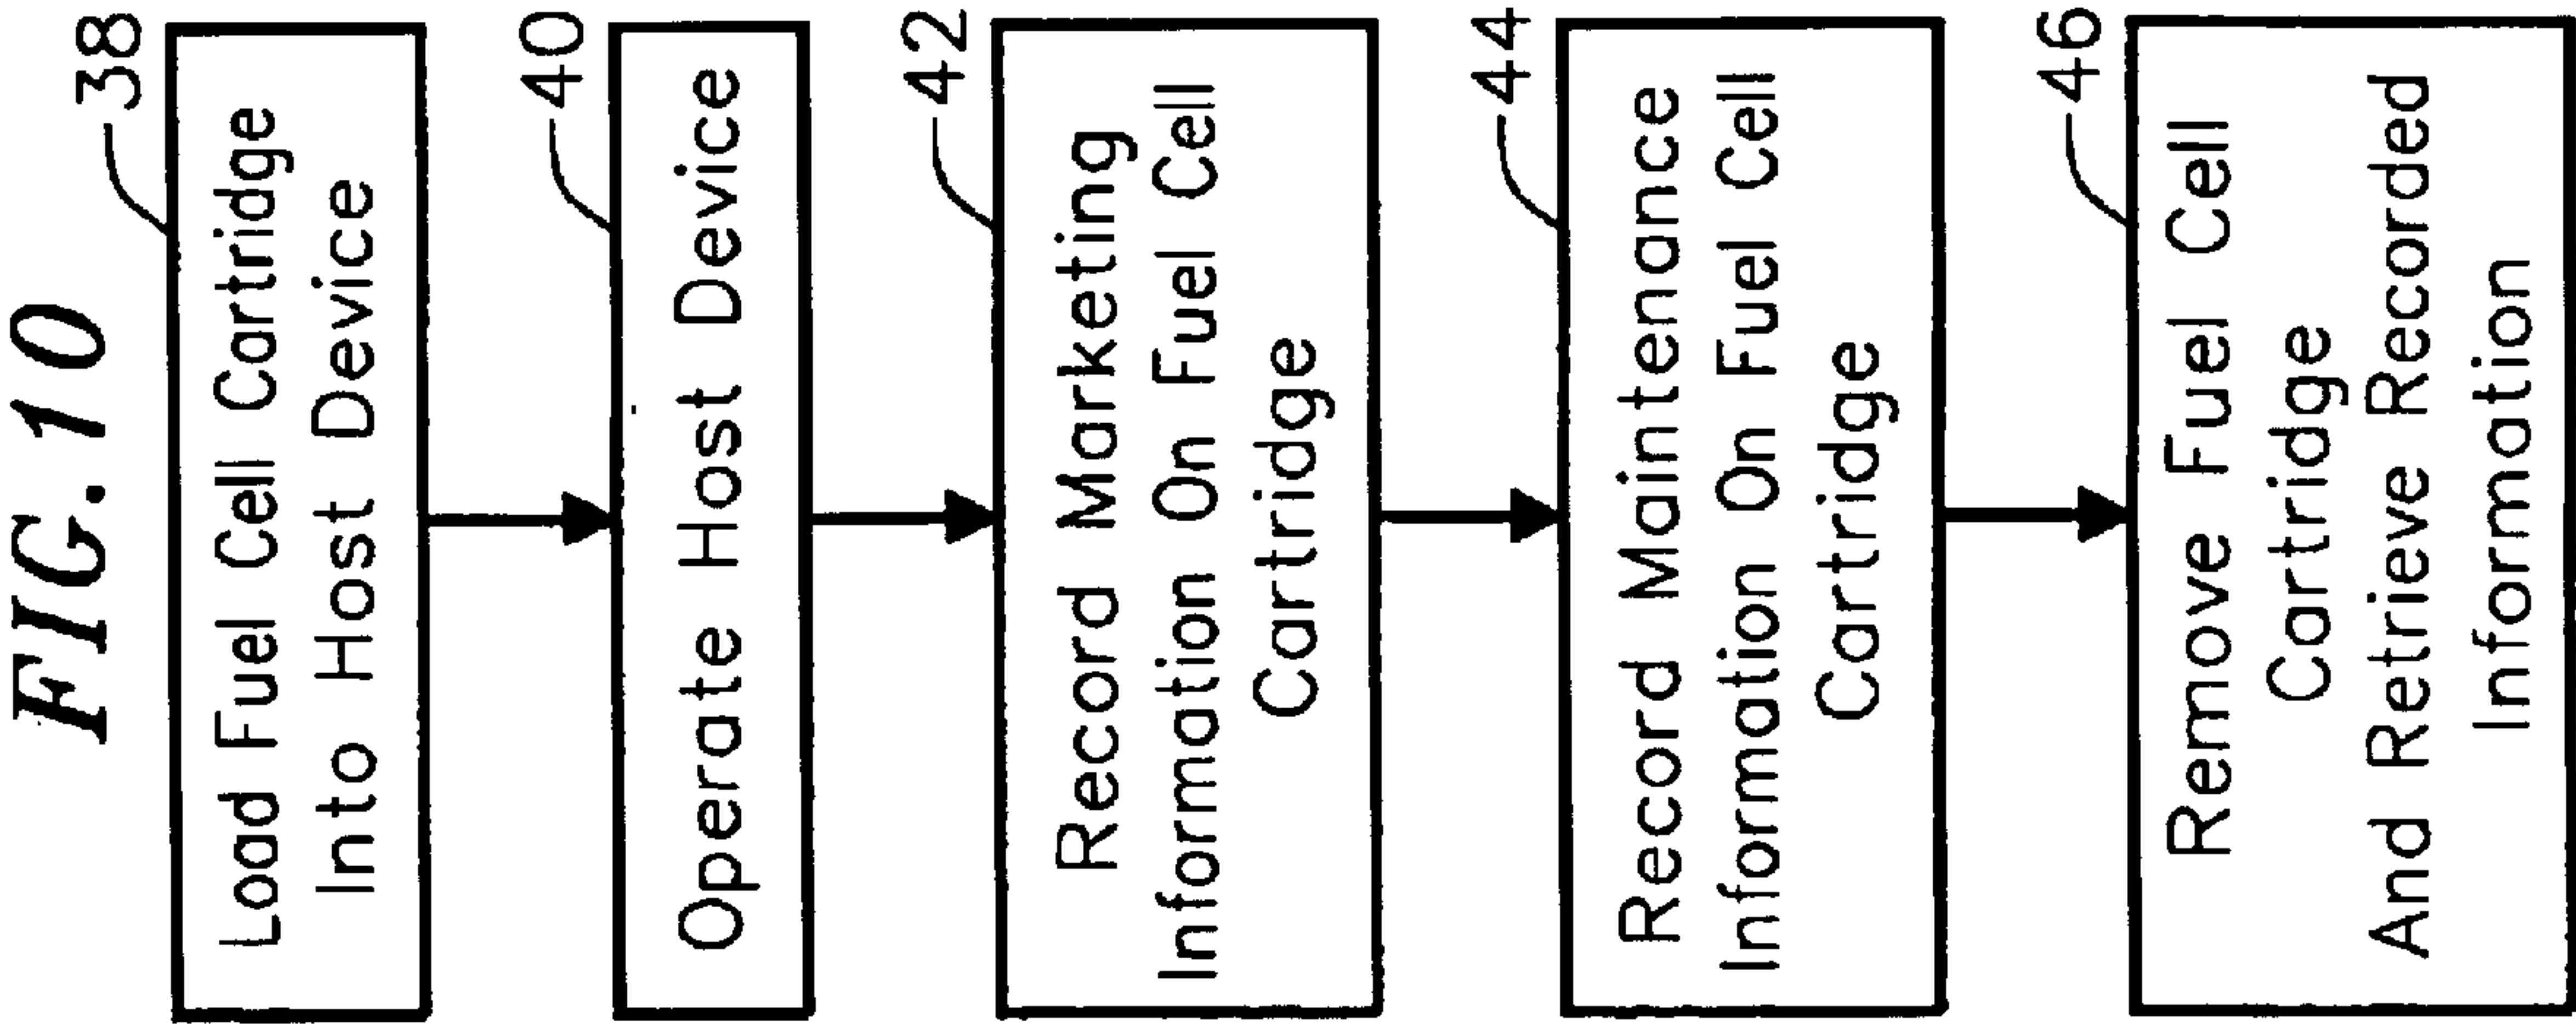 FIG. 10
38
Load Fuel Cell Cartridge
Into Host Device
40
Operate Host Device
42
Record Marketing
Information On Fuel Cell
Cartridge
44
Record Maintenance
Information On Fuel Cell
Cartridge
46
Remove Fuel Cell
Cartridge
And Retrieve Recorded
Information